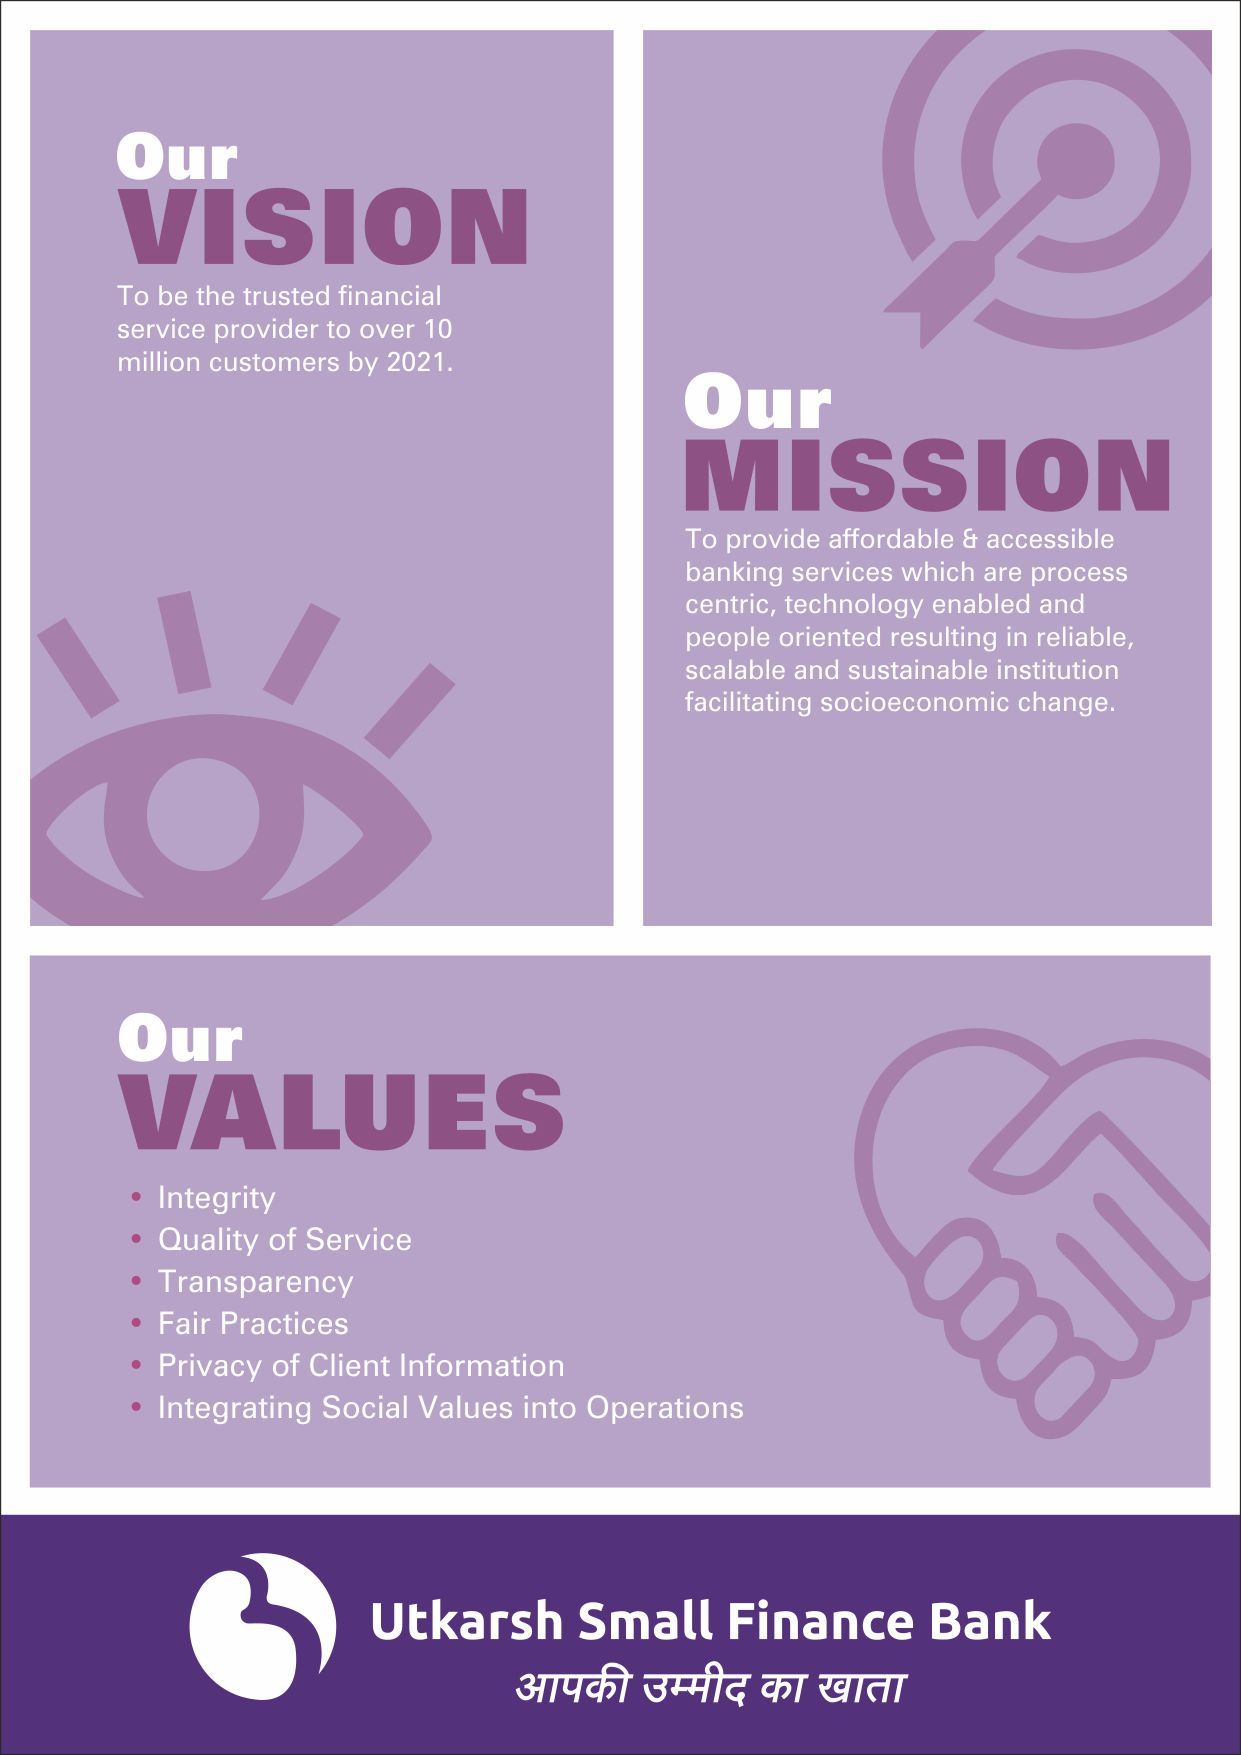 Our
VISION
To be the trusted financial
service provider to over 10
million customers by 2021.
Our
MISSION
To provide affordable & accessible
banking services which are process
centric, technology enabled and
people oriented resulting in reliable,
scalable and sustainable institution
facilitating socioeconomic change.
Our
VALUES
• Integrity
• Quality of Service
• Transparency
• Fair Practices
• Privacy of Client Information
• Integrating Social Values into Operations
Utkarsh Small Finance Bank
आपकी उम्मीद का खाता